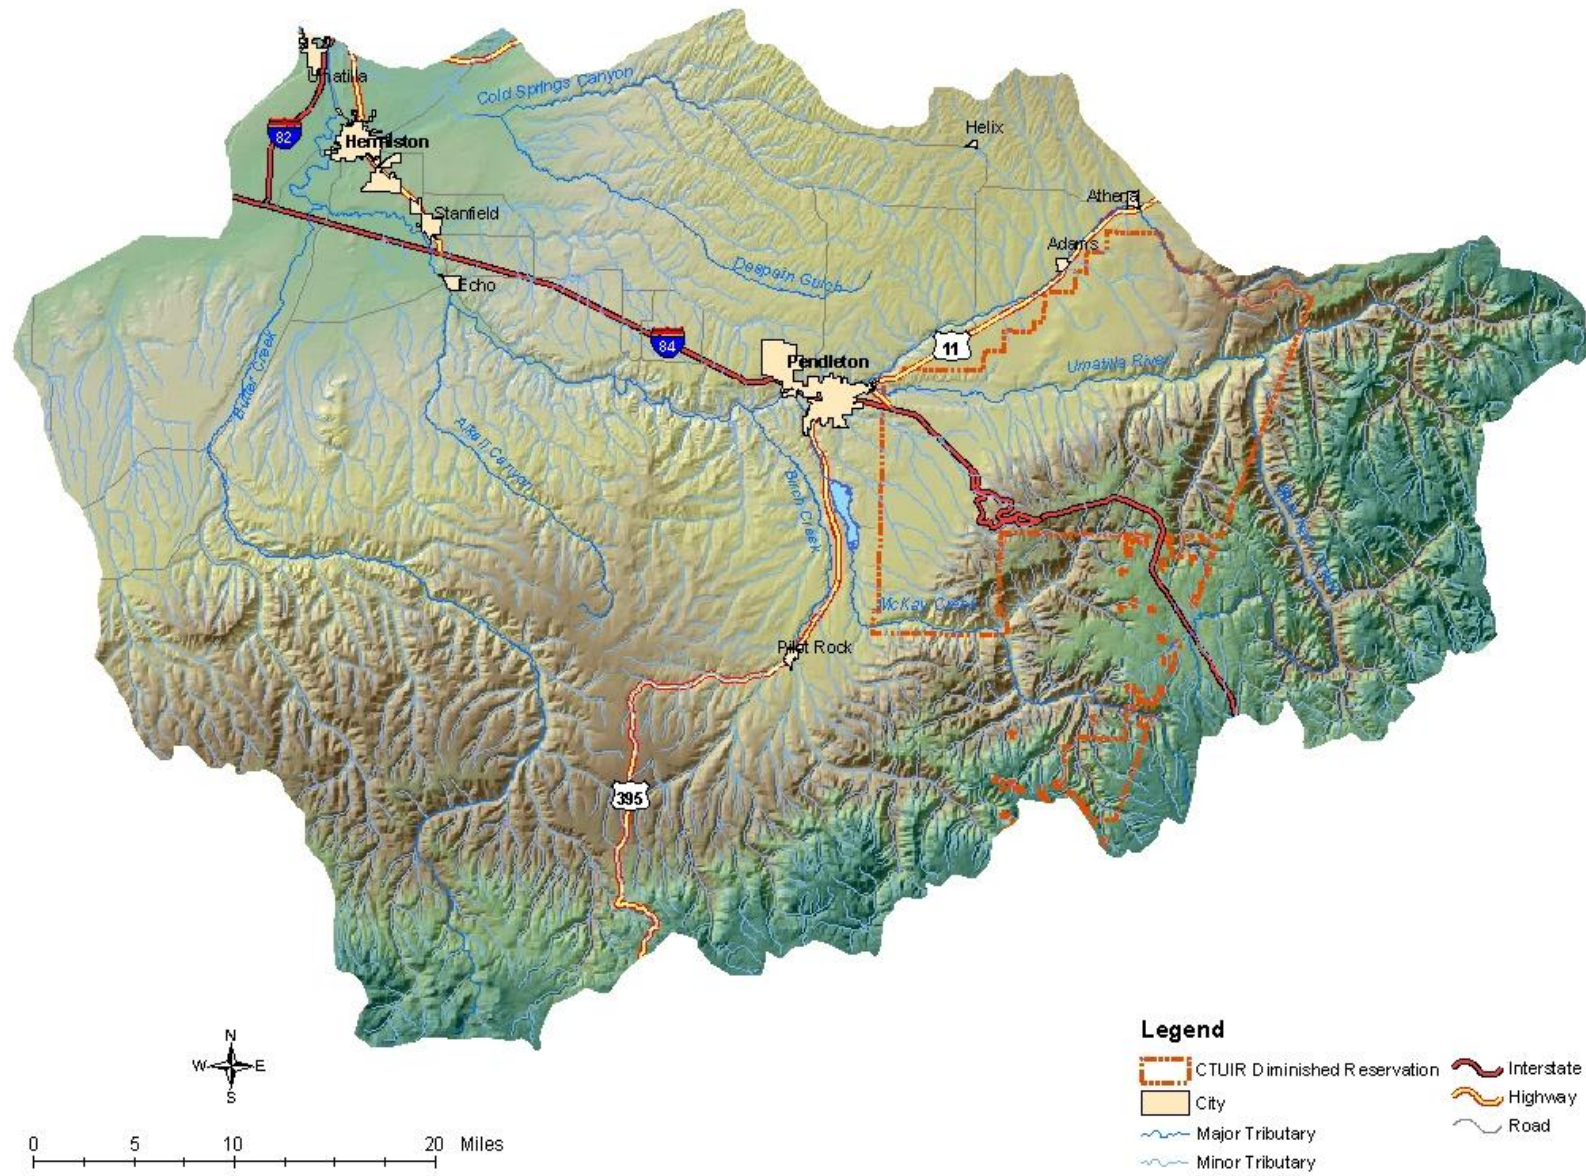 Umatilla
Cold Springs Canyon
82
Hermiston
Helix
Athena
Stanfield
Adams
Despain Gulch
Echo
84
11
Pendleton
Umatilla River
Butter Creek
Alkali Canyon
Birch Creek
McKay Creek
Pilot Rock
395
N
W E
S
0 5 10 20 Miles
Legend
CTUIR Diminished Reservation
City
Major Tributary
Minor Tributary
Interstate
Highway
Road